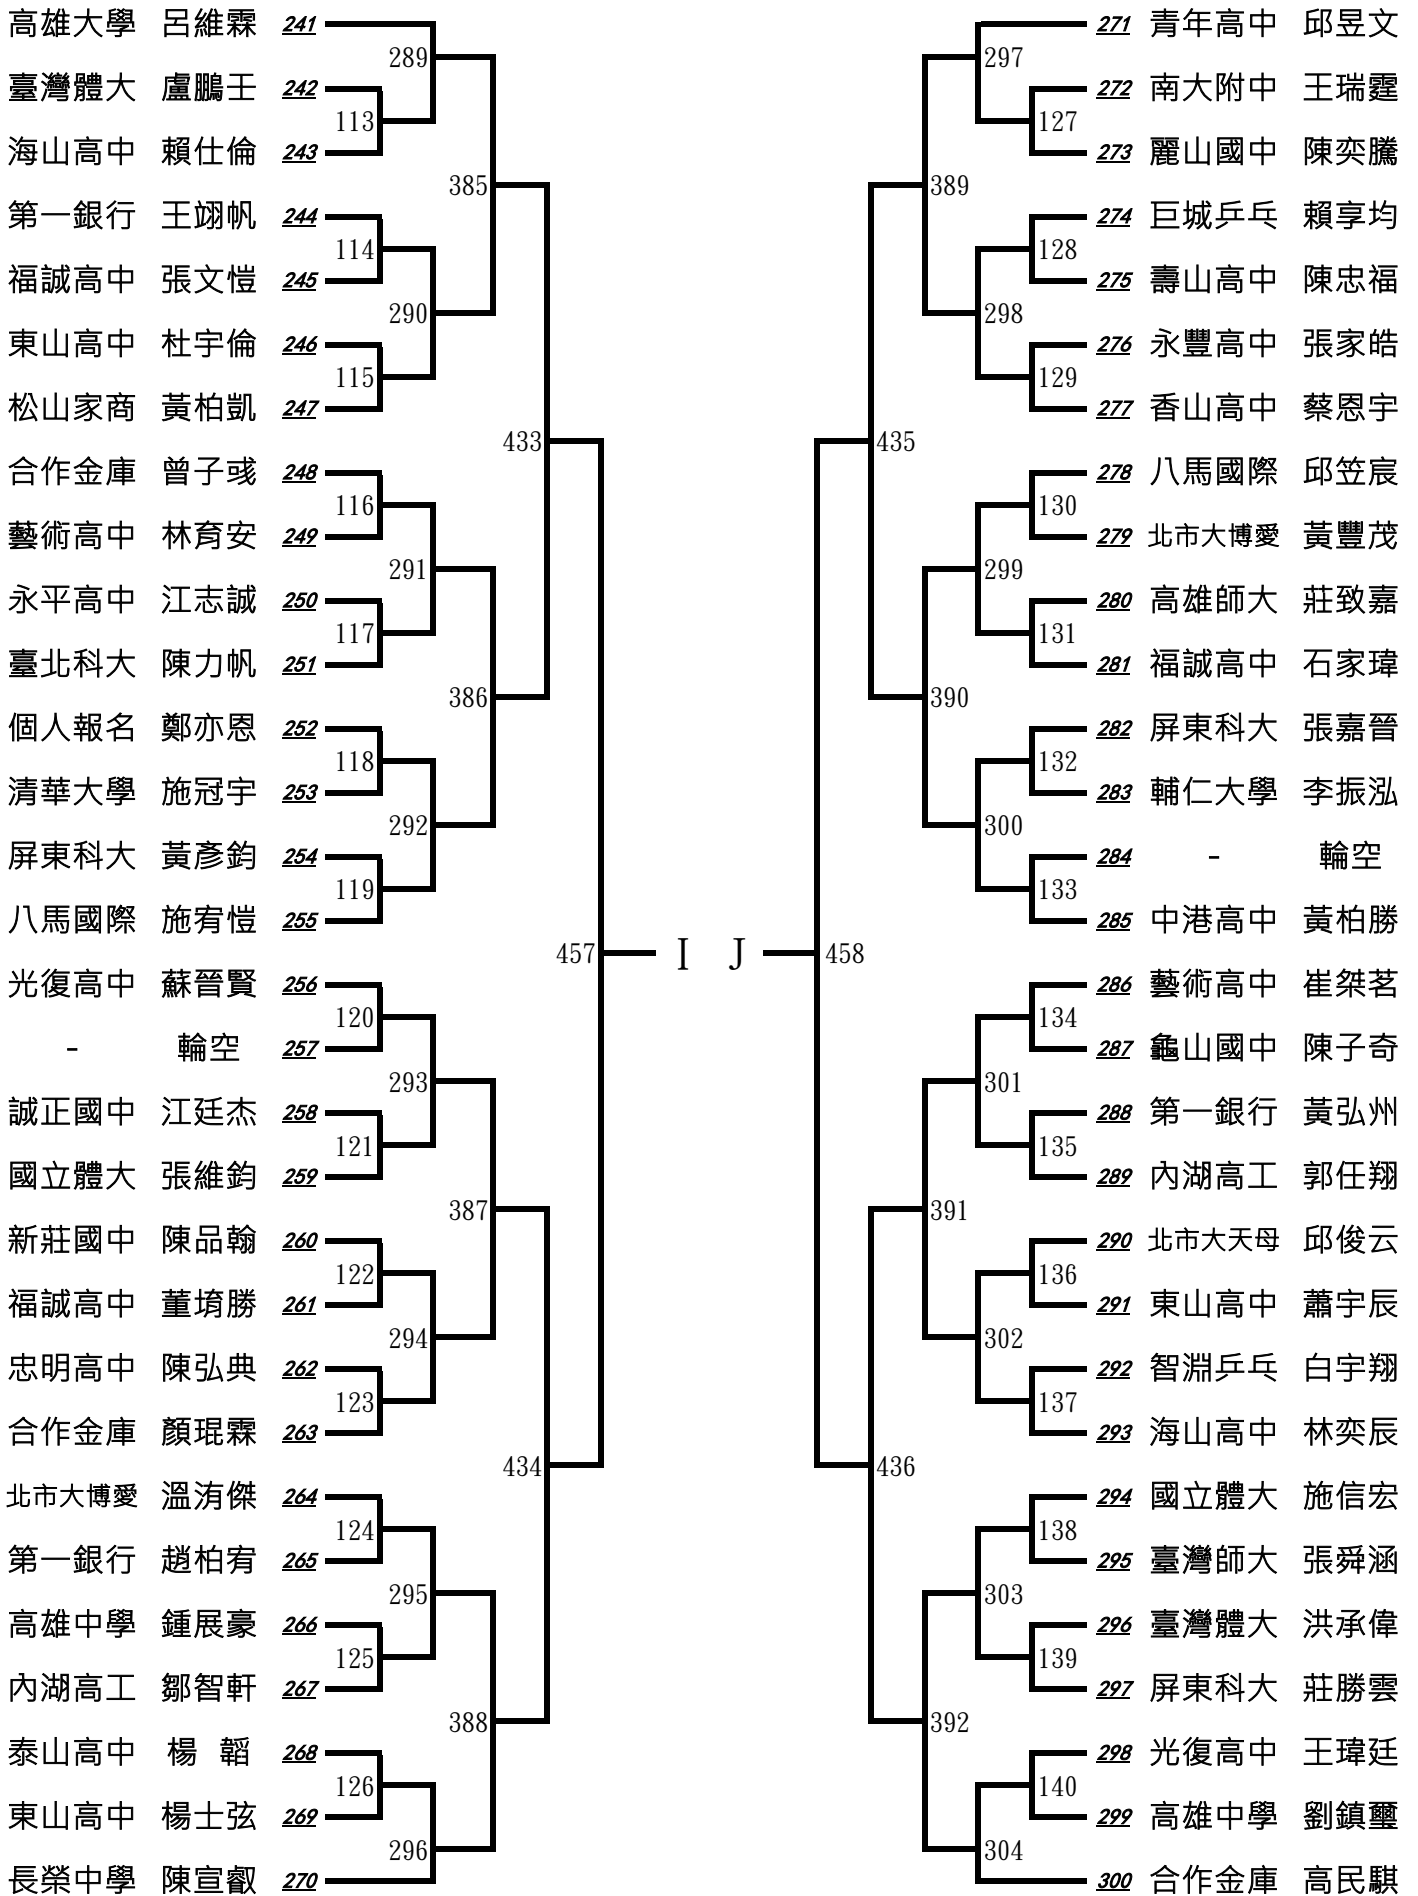 高雄大學 呂維霖 241
289
臺灣體大 盧鵬壬 242
113
海山高中 賴仕倫 243
385
第一銀行 王翊帆 244
114
福誠高中 張文愷 245
290
東山高中 杜宇倫 246
115
松山家商 黃柏凱 247
433
合作金庫 曾子彧 248
116
藝術高中 林育安 249
291
永平高中 江志誠 250
117
臺北科大 陳力帆 251
386
個人報名 鄭亦恩 252
118
清華大學 施冠宇 253
292
屏東科大 黃彥鈞 254
119
八馬國際 施宥愷 255
457 I
光復高中 蘇晉賢 256
120
- 輪空 257
293
誠正國中 江廷杰 258
121
國立體大 張維鈞 259
387
新莊國中 陳品翰 260
122
福誠高中 董堉勝 261
294
忠明高中 陳弘典 262
123
合作金庫 顏琨霖 263
434
北市大博愛 溫洧傑 264
124
第一銀行 趙柏宥 265
295
高雄中學 鍾展豪 266
125
內湖高工 鄒智軒 267
388
泰山高中 楊 韜 268
126
東山高中 楊士弦 269
296
長榮中學 陳宣叡 270
271 青年高中 邱昱文
297
272 南大附中 王瑞霆
127
273 麗山國中 陳奕騰
389
274 巨城乒乓 賴享均
128
275 壽山高中 陳忠福
298
276 永豐高中 張家皓
129
277 香山高中 蔡恩宇
435
278 八馬國際 邱笠宸
130
279 北市大博愛 黃豐茂
299
280 高雄師大 莊致嘉
131
281 福誠高中 石家瑋
390
282 屏東科大 張嘉晉
132
283 輔仁大學 李振泓
300
284 - 輪空
133
285 中港高中 黃柏勝
J 458
286 藝術高中 崔桀茗
134
287 龜山國中 陳子奇
301
288 第一銀行 黃弘州
135
289 內湖高工 郭任翔
391
290 北市大天母 邱俊云
136
291 東山高中 蕭宇辰
302
292 智淵乒乓 白宇翔
137
293 海山高中 林奕辰
436
294 國立體大 施信宏
138
295 臺灣師大 張舜涵
303
296 臺灣體大 洪承偉
139
297 屏東科大 莊勝雲
392
298 光復高中 王瑋廷
140
299 高雄中學 劉鎮璽
304
300 合作金庫 高民騏